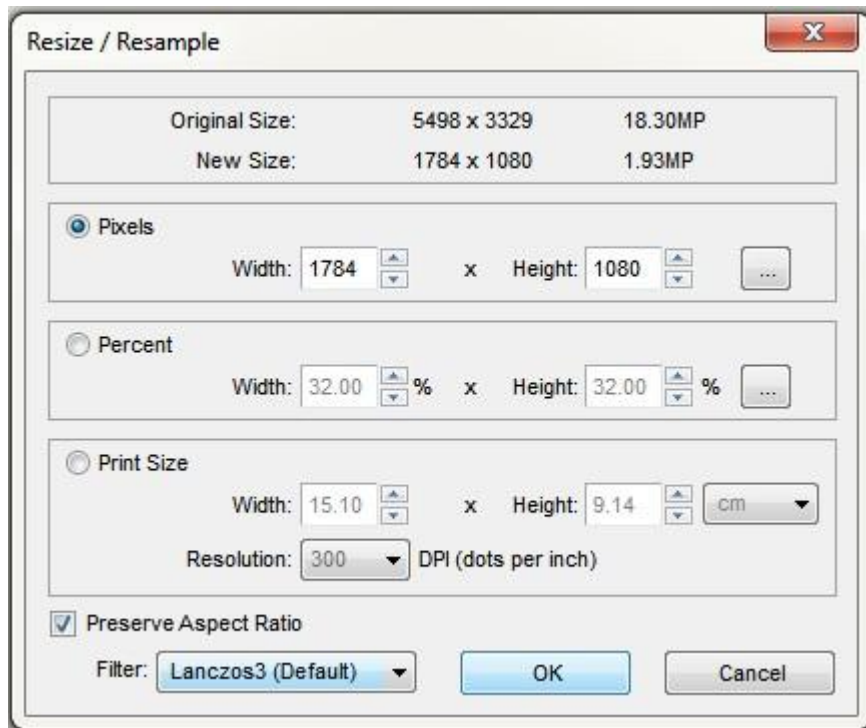 Resize / Resample
Original Size: 5498 x 3329 18.30MP
New Size: 1784 x 1080 1.93MP
Pixels
Width: 1784 x Height: 1080 ...
Percent
Width: 32.00 % x Height: 32.00 % ...
Print Size
Width: 15.10 x Height: 9.14 cm
Resolution: 300 DPI (dots per inch)
Preserve Aspect Ratio
Filter: Lanczos3 (Default) OK Cancel